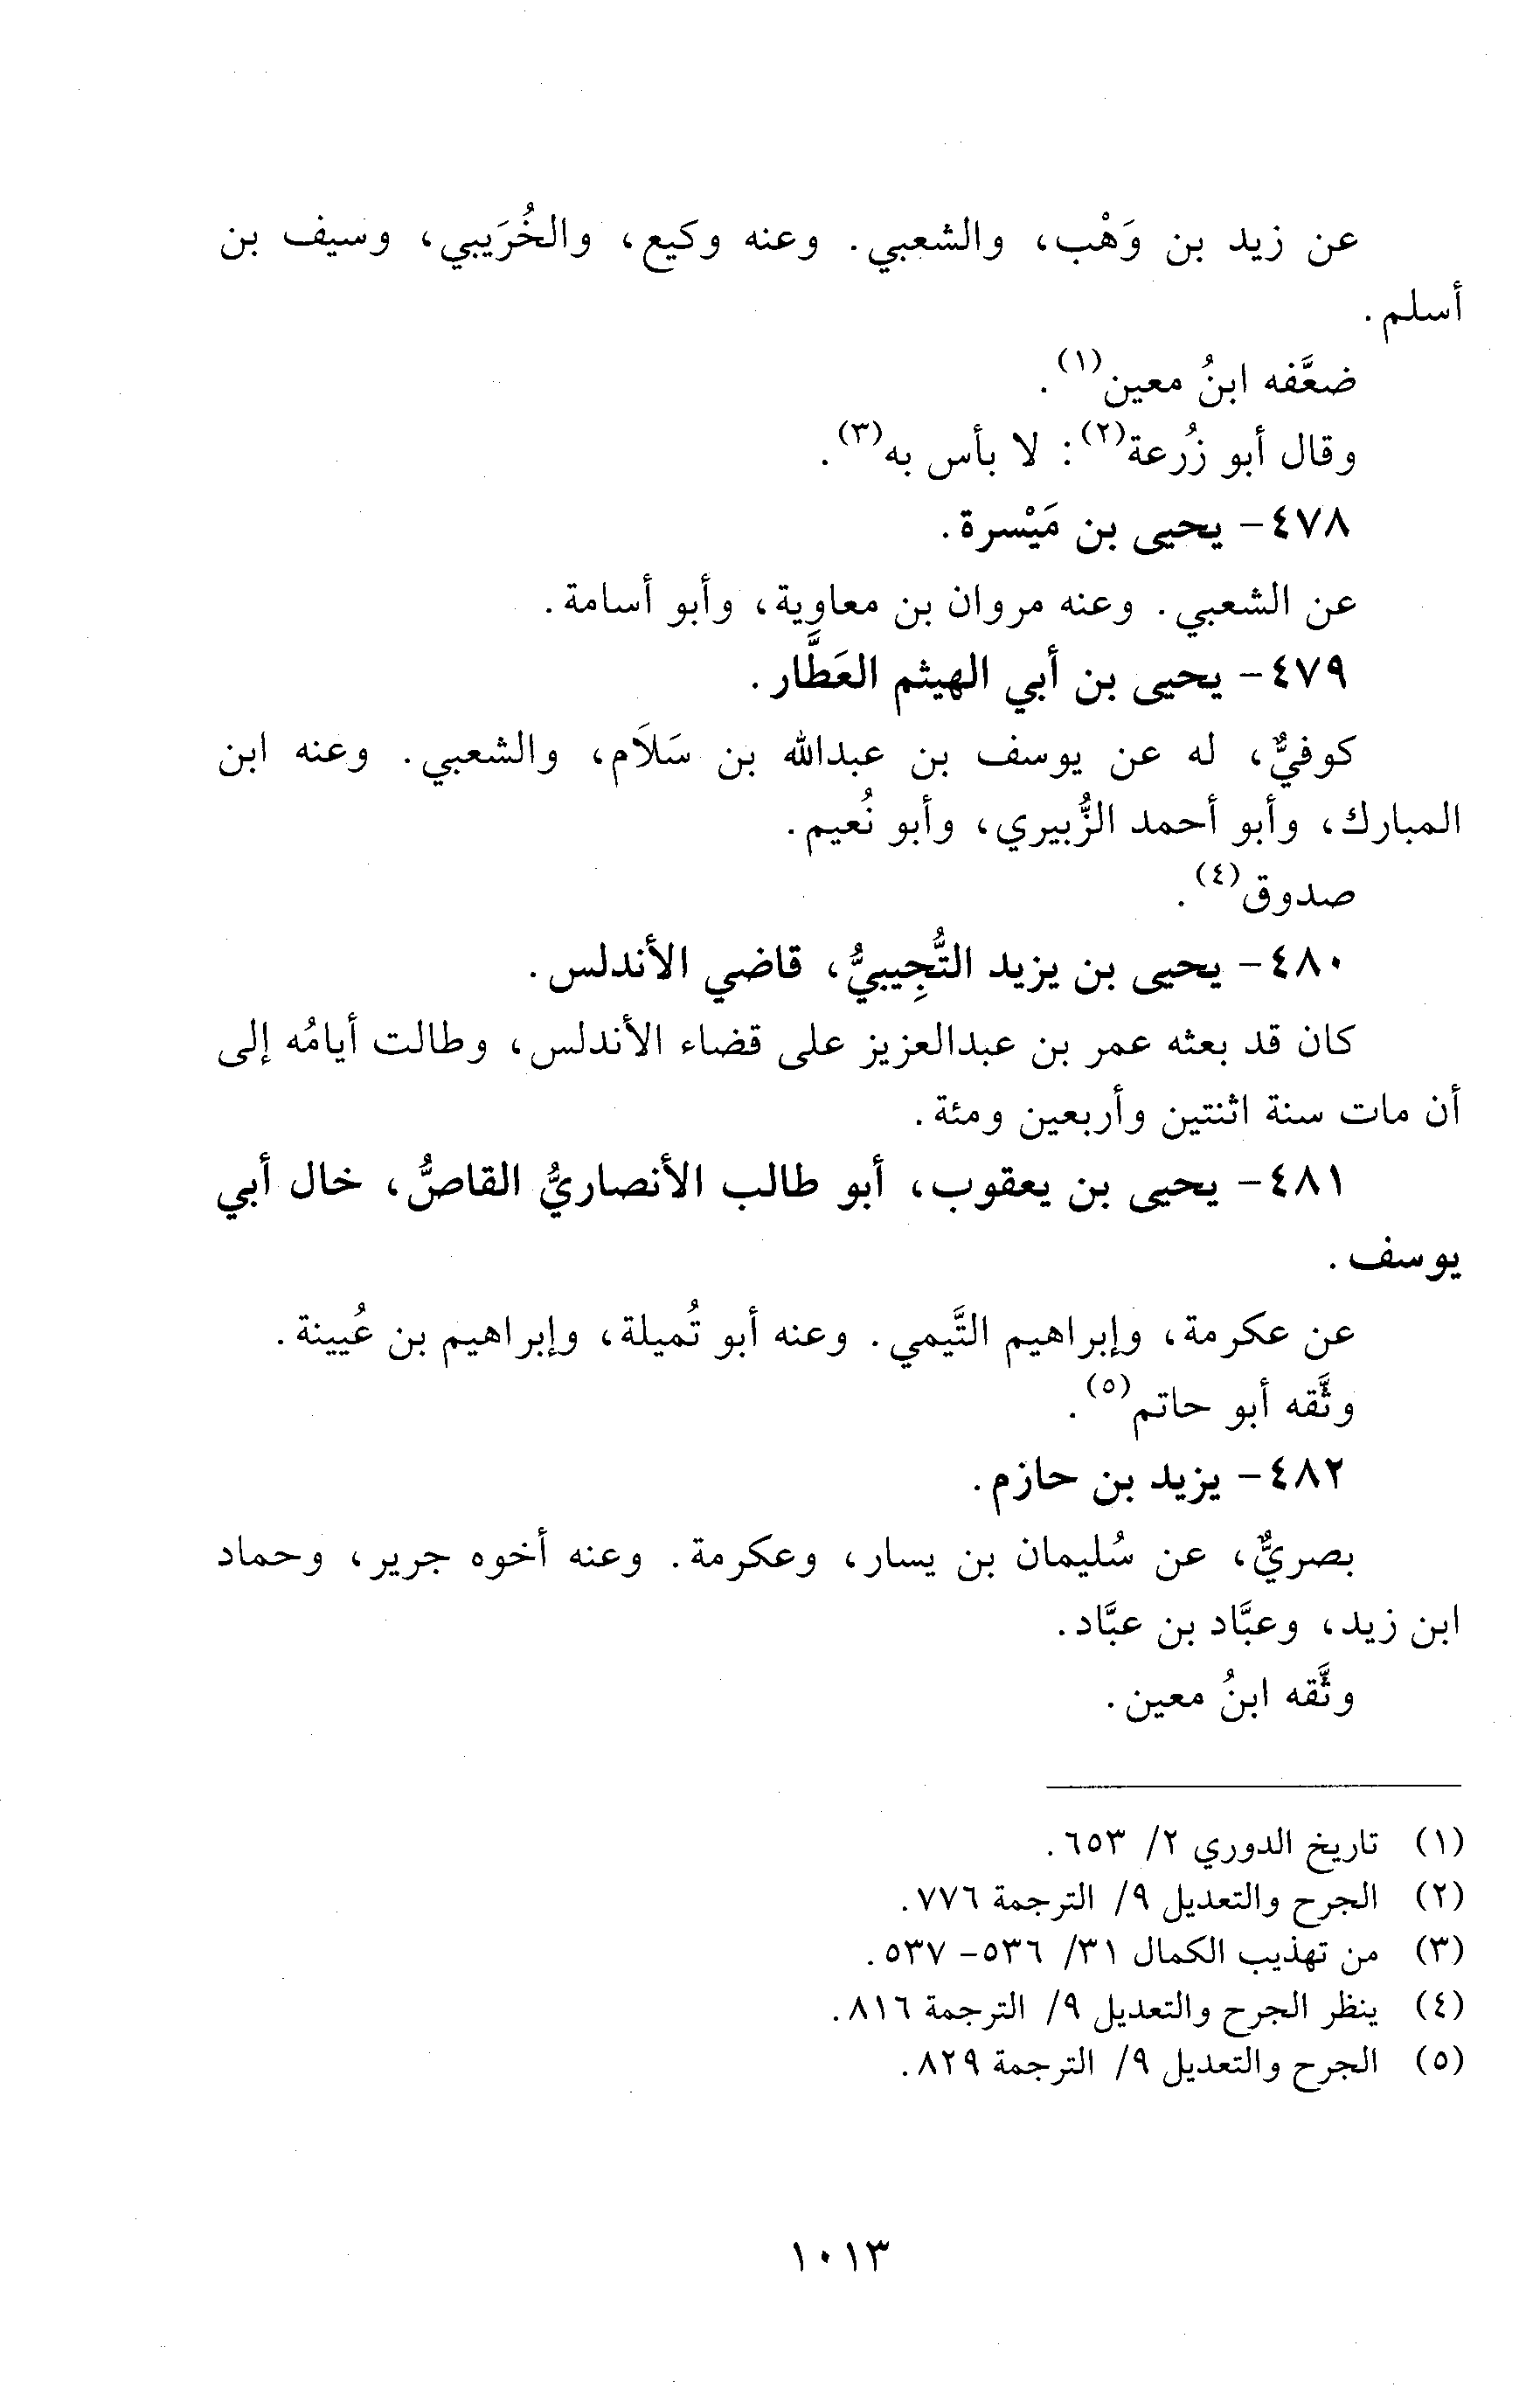 عن زيد بن وَهْب، والشعبي. وعنه وكيع، والخُرَيبي، وسيف بن
أسلم.
ضعَّفه ابنُ معين(١).
وقال أبو زُرعة(٢): لا بأس به(٣).
٤٧٨- يحيى بن مَيْسرة.
عن الشعبي. وعنه مروان بن معاوية، وأبو أسامة.
٤٧٩- يحيى بن أبي الهيثم العَطَّار.
كوفيٌّ، له عن يوسف بن عبدالله بن سَلاَم، والشعبي. وعنه ابن
المبارك، وأبو أحمد الزُّبيري، وأبو نُعيم.
صدوق(٤).
٤٨٠- يحيى بن يزيد التُّجِيبيُّ، قاضي الأندلس.
كان قد بعثه عمر بن عبدالعزيز على قضاء الأندلس، وطالت أيامُه إلى
أن مات سنة اثنتين وأربعين ومئة.
٤٨١- يحيى بن يعقوب، أبو طالب الأنصاريُّ القاصُّ، خال أبي
يوسف.
عن عكرمة، وإبراهيم التَّيمي. وعنه أبو تُميلة، وإبراهيم بن عُيينة.
وثَّقه أبو حاتم(٥).
٤٨٢- يزيد بن حازم.
بصريٌّ، عن سُليمان بن يسار، وعكرمة. وعنه أخوه جرير، وحماد
ابن زيد، وعبَّاد بن عبَّاد.
وثَّقه ابنُ معين.
(١) تاريخ الدوري ٢/ ٦٥٣.
(٢) الجرح والتعديل ٩/ الترجمة ٧٧٦.
(٣) من تهذيب الكمال ٣١/ ٥٣٦- ٥٣٧.
(٤) ينظر الجرح والتعديل ٩/ الترجمة ٨١٦.
(٥) الجرح والتعديل ٩/ الترجمة ٨٢٩.
١٠١٣